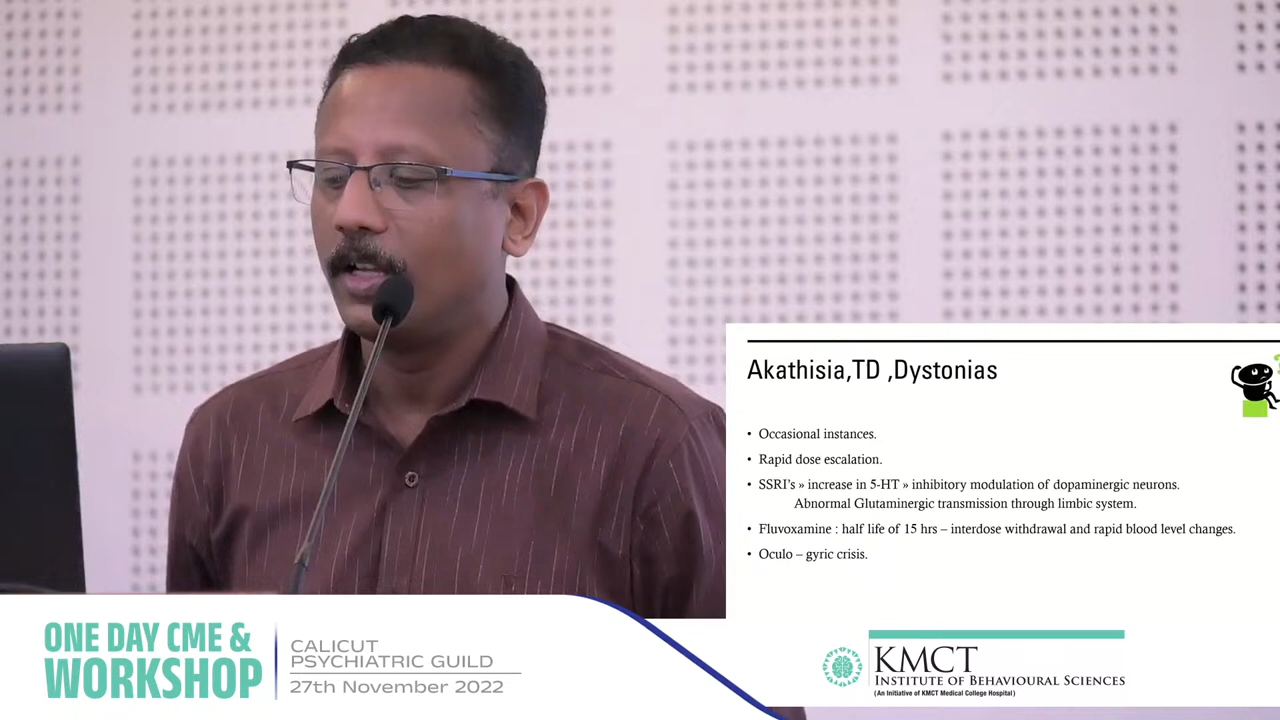 Akathisia,TD ,Dystonias
• Occasional instances.
• Rapid dose escalation.
• SSRI's » increase in 5-HT » inhibitory modulation of dopaminergic neurons.
Abnormal Glutaminergic transmission through limbic system.
• Fluvoxamine : half life of 15 hrs – interdose withdrawal and rapid blood level changes.
• Oculo – gyric crisis.
ONE DAY CME &
WORKSHOP
CALICUT
PSYCHIATRIC GUILD
27th November 2022
KMCT
INSTITUTE OF BEHAVIOURAL SCIENCES
(An Initiative of KMCT Medical College Hospital)